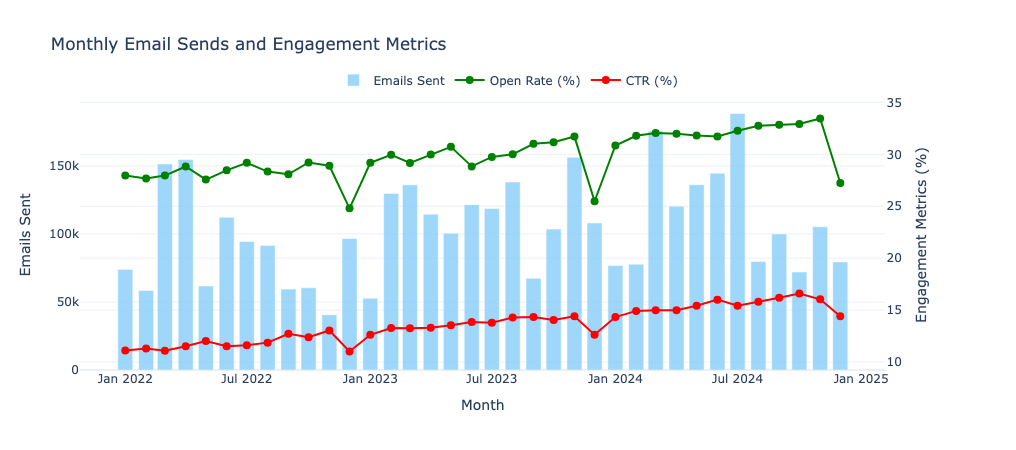 Monthly Email Sends and Engagement Metrics
Emails Sent
Open Rate (%)
CTR (%)
35
30
25
20
15
10
150k
100k
50k
0
Emails Sent
Engagement Metrics (%)
Jan 2022
Jul 2022
Jan 2023
Jul 2023
Jan 2024
Jul 2024
Jan 2025
Month